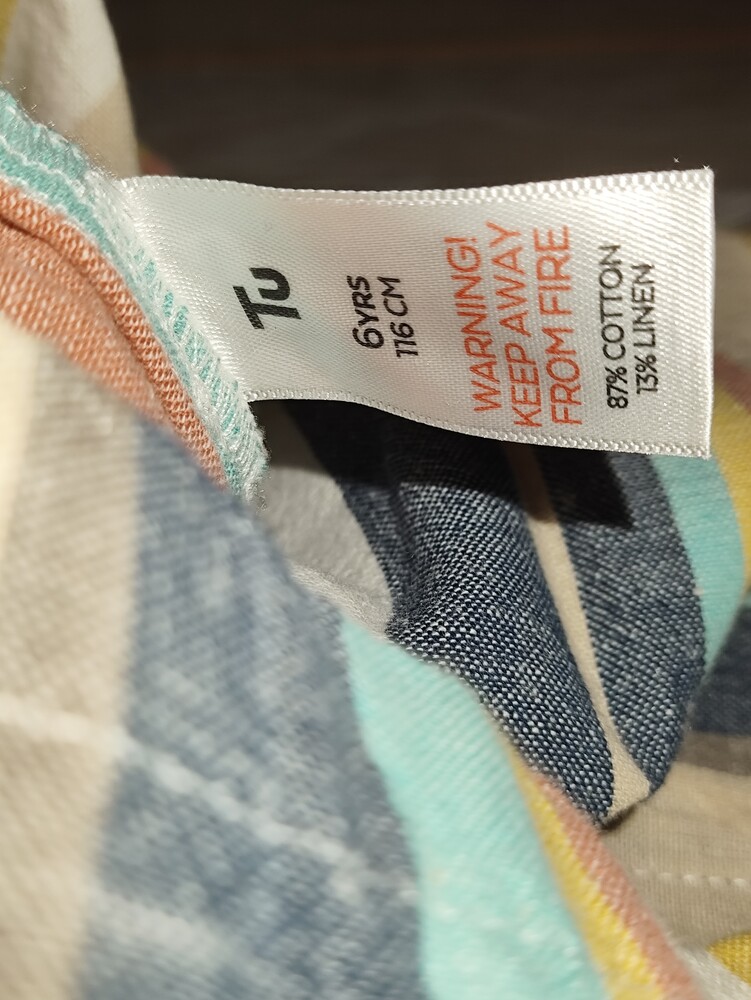 Tu
6YRS
116 CM
WARNING!
KEEP AWAY
FROM FIRE
87% COTTON
13% LINEN